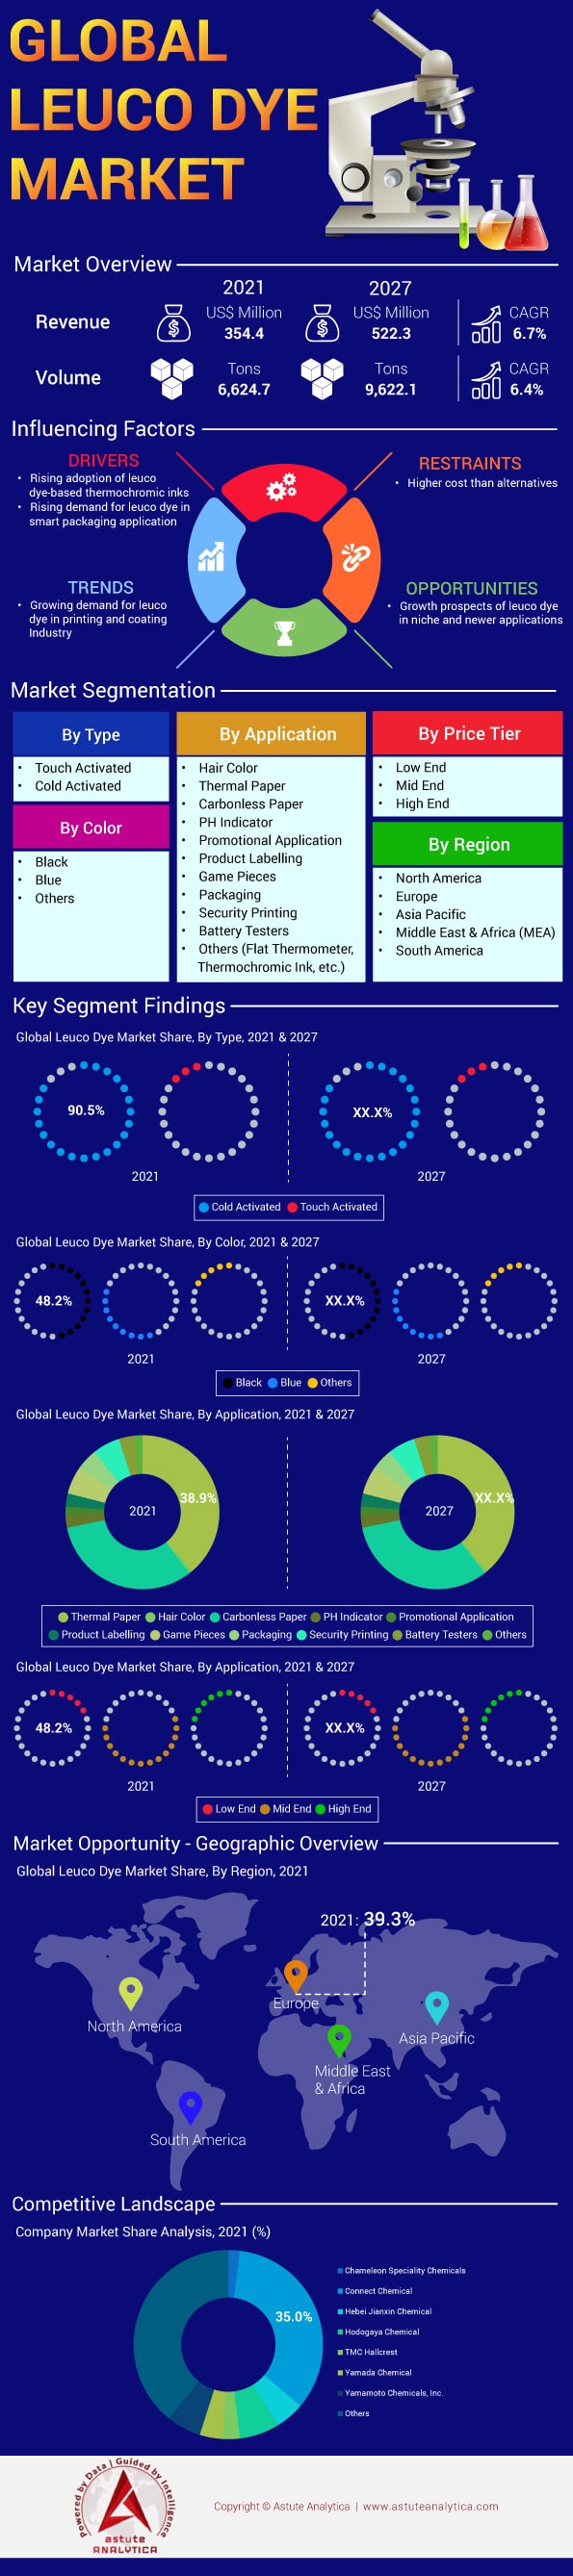 GLOBAL
LEUCO DYE
MARKET
Market Overview
2021
2027
Revenue
US$ Million
354.4
US$ Million
522.3
CAGR
6.7%
Volume
Tons
6,624.7
Tons
9,622.1
CAGR
6.4%
Influencing Factors
DRIVERS
• Rising adoption of leuco
dye-based thermochromic inks
• Rising demand for leuco dye in
smart packaging application
RESTRAINTS
• Higher cost than alternatives
TRENDS
• Growing demand for leuco
dye in printing and coating
Industry
OPPORTUNITIES
• Growth prospects of leuco dye
in niche and newer applications
Market Segmentation
By Type
• Touch Activated
• Cold Activated
By Color
• Black
• Blue
• Others
By Application
• Hair Color
• Thermal Paper
• Carbonless Paper
• PH Indicator
• Promotional Application
• Product Labelling
• Game Pieces
• Packaging
• Security Printing
• Battery Testers
• Others (Flat Thermometer,
Thermochromic Ink, etc.)
By Price Tier
• Low End
• Mid End
• High End
By Region
• North America
• Europe
• Asia Pacific
• Middle East & Africa (MEA)
• South America
Key Segment Findings
Global Leuco Dye Market Share, By Type, 2021 & 2027
90.5%
XX.X%
2021
2027
Cold Activated Touch Activated
Global Leuco Dye Market Share, By Color, 2021 & 2027
48.2%
XX.X%
2021
2027
Black Blue Others
Global Leuco Dye Market Share, By Application, 2021 & 2027
38.9%
2021
XX.X%
2027
Thermal Paper Hair Color Carbonless Paper PH Indicator Promotional Application
Product Labelling Game Pieces Packaging Security Printing Battery Testers Others
Global Leuco Dye Market Share, By Application, 2021 & 2027
48.2%
XX.X%
2021
2027
Low End Mid End High End
Market Opportunity - Geographic Overview
Global Leuco Dye Market Share, By Region, 2021
2021: 39.3%
Europe
North America
Asia Pacific
Middle East
& Africa
South America
Competitive Landscape
Company Market Share Analysis, 2021 (%)
35.0%
Chameleon Speciality Chemicals
Connect Chemical
Hebei Jianxin Chemical
Hodogaya Chemical
TMC Hallcrest
Yamada Chemical
Yamamoto Chemicals, Inc.
Others
Powered by Data | Guided by Intelligence
astute
ANALYTICA
Copyright © Astute Analytica | www.astuteanalytica.com